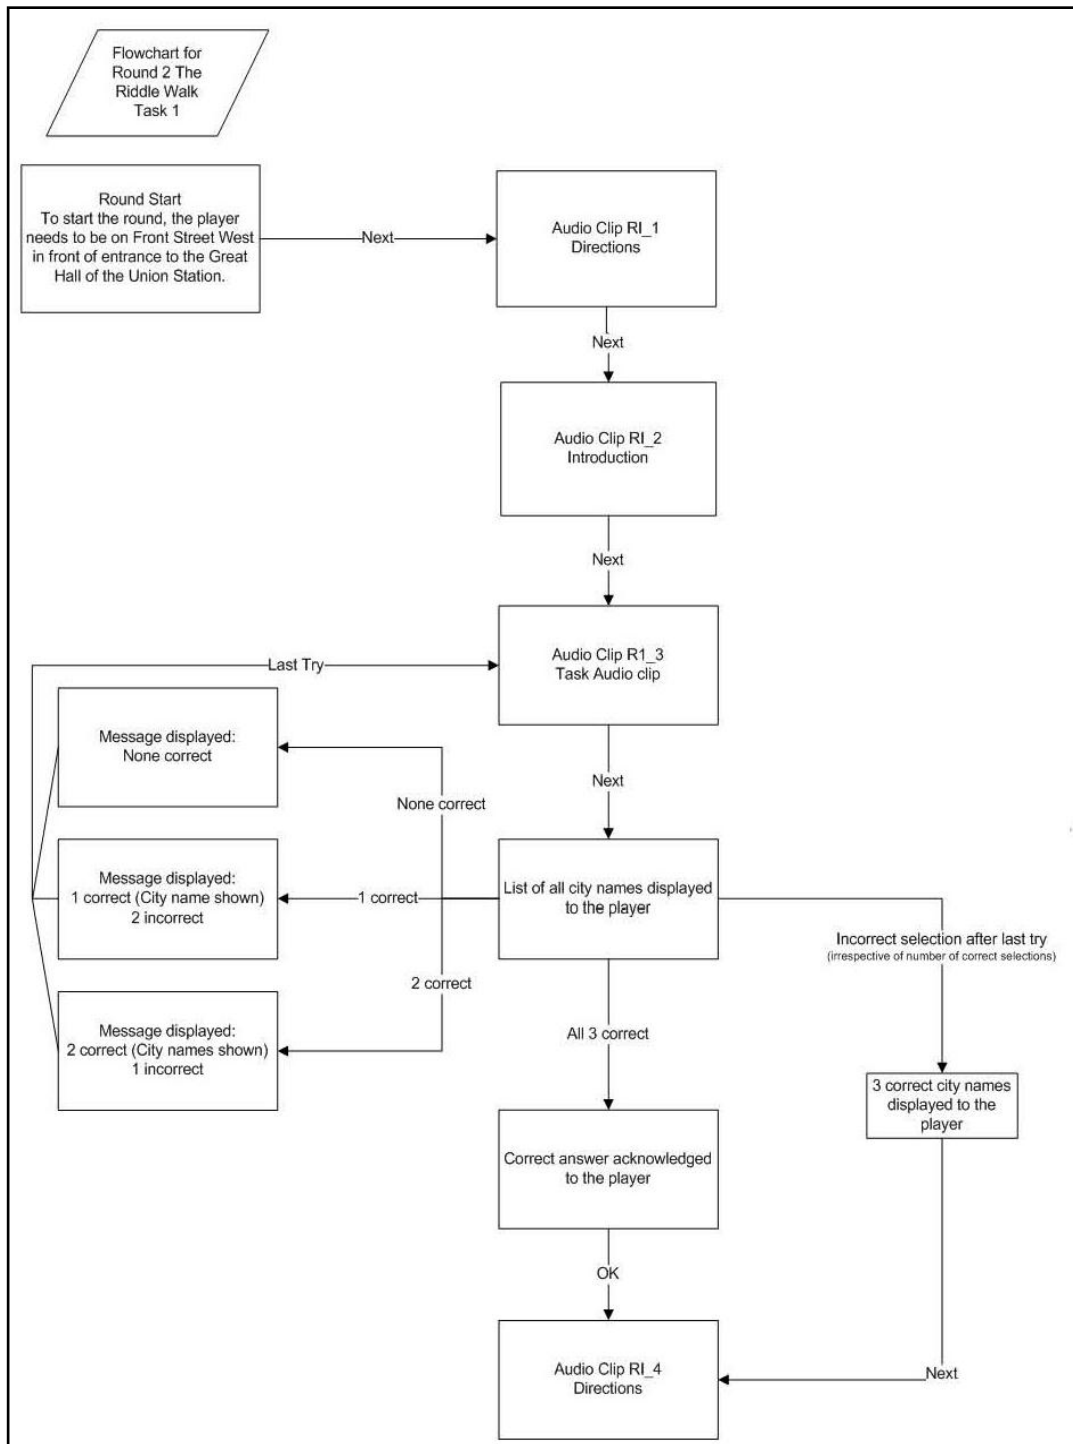 Flowchart for
Round 2 The
Riddle Walk
Task 1
Round Start
To start the round, the player
needs to be on Front Street West
in front of entrance to the Great
Hall of the Union Station.
Next
Audio Clip RI_1
Directions
Next
Audio Clip RI_2
Introduction
Next
Last Try
Audio Clip R1_3
Task Audio clip
Message displayed:
None correct
Next
None correct
Message displayed:
1 correct (City name shown)
2 incorrect
1 correct
List of all city names displayed
to the player
Incorrect selection after last try
(irrespective of number of correct selections)
2 correct
Message displayed:
2 correct (City names shown)
1 incorrect
All 3 correct
3 correct city names
displayed to the
player
Correct answer acknowledged
to the player
OK
Audio Clip RI_4
Directions
Next